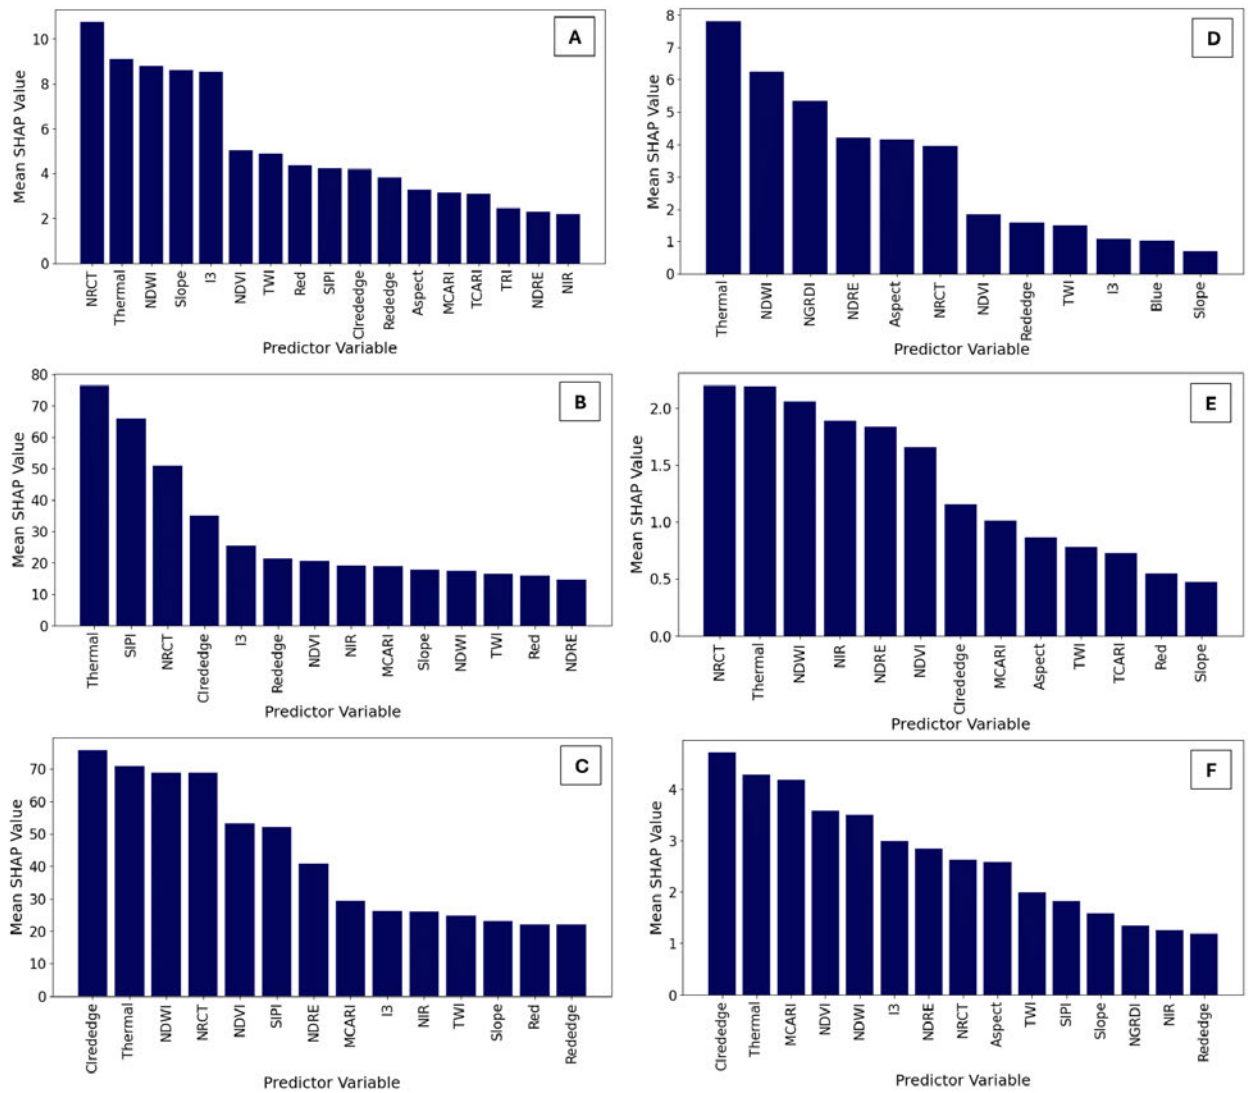 A
Mean SHAP Value
10
8
6
4
2
0
NRCT
Thermal
NDWI
Slope
I3
NDVI
TWI
Red
SIPI
CIrededge
Rededge
Aspect
MCARI
TCARI
TRI
NDRE
NIR
Predictor Variable
D
Mean SHAP Value
8
7
6
5
4
3
2
1
0
Thermal
NDWI
NGRDI
NDRE
Aspect
NRCT
NDVI
Rededge
TWI
I3
Blue
Slope
Predictor Variable
B
Mean SHAP Value
80
70
60
50
40
30
20
10
0
Thermal
SIPI
NRCT
CIrededge
I3
Rededge
NDVI
NIR
MCARI
Slope
NDWI
TWI
Red
NDRE
Predictor Variable
E
Mean SHAP Value
2.0
1.5
1.0
0.5
0.0
NRCT
Thermal
NDWI
NIR
NDRE
NDVI
CIrededge
MCARI
Aspect
TWI
TCARI
Red
Slope
Predictor Variable
C
Mean SHAP Value
70
60
50
40
30
20
10
0
CIrededge
Thermal
NDWI
NRCT
NDVI
SIPI
NDRE
MCARI
I3
NIR
TWI
Slope
Red
Rededge
Predictor Variable
F
Mean SHAP Value
4
3
2
1
0
CIrededge
Thermal
MCARI
NDVI
NDWI
I3
NDRE
NRCT
Aspect
TWI
SIPI
Slope
NGRDI
NIR
Rededge
Predictor Variable